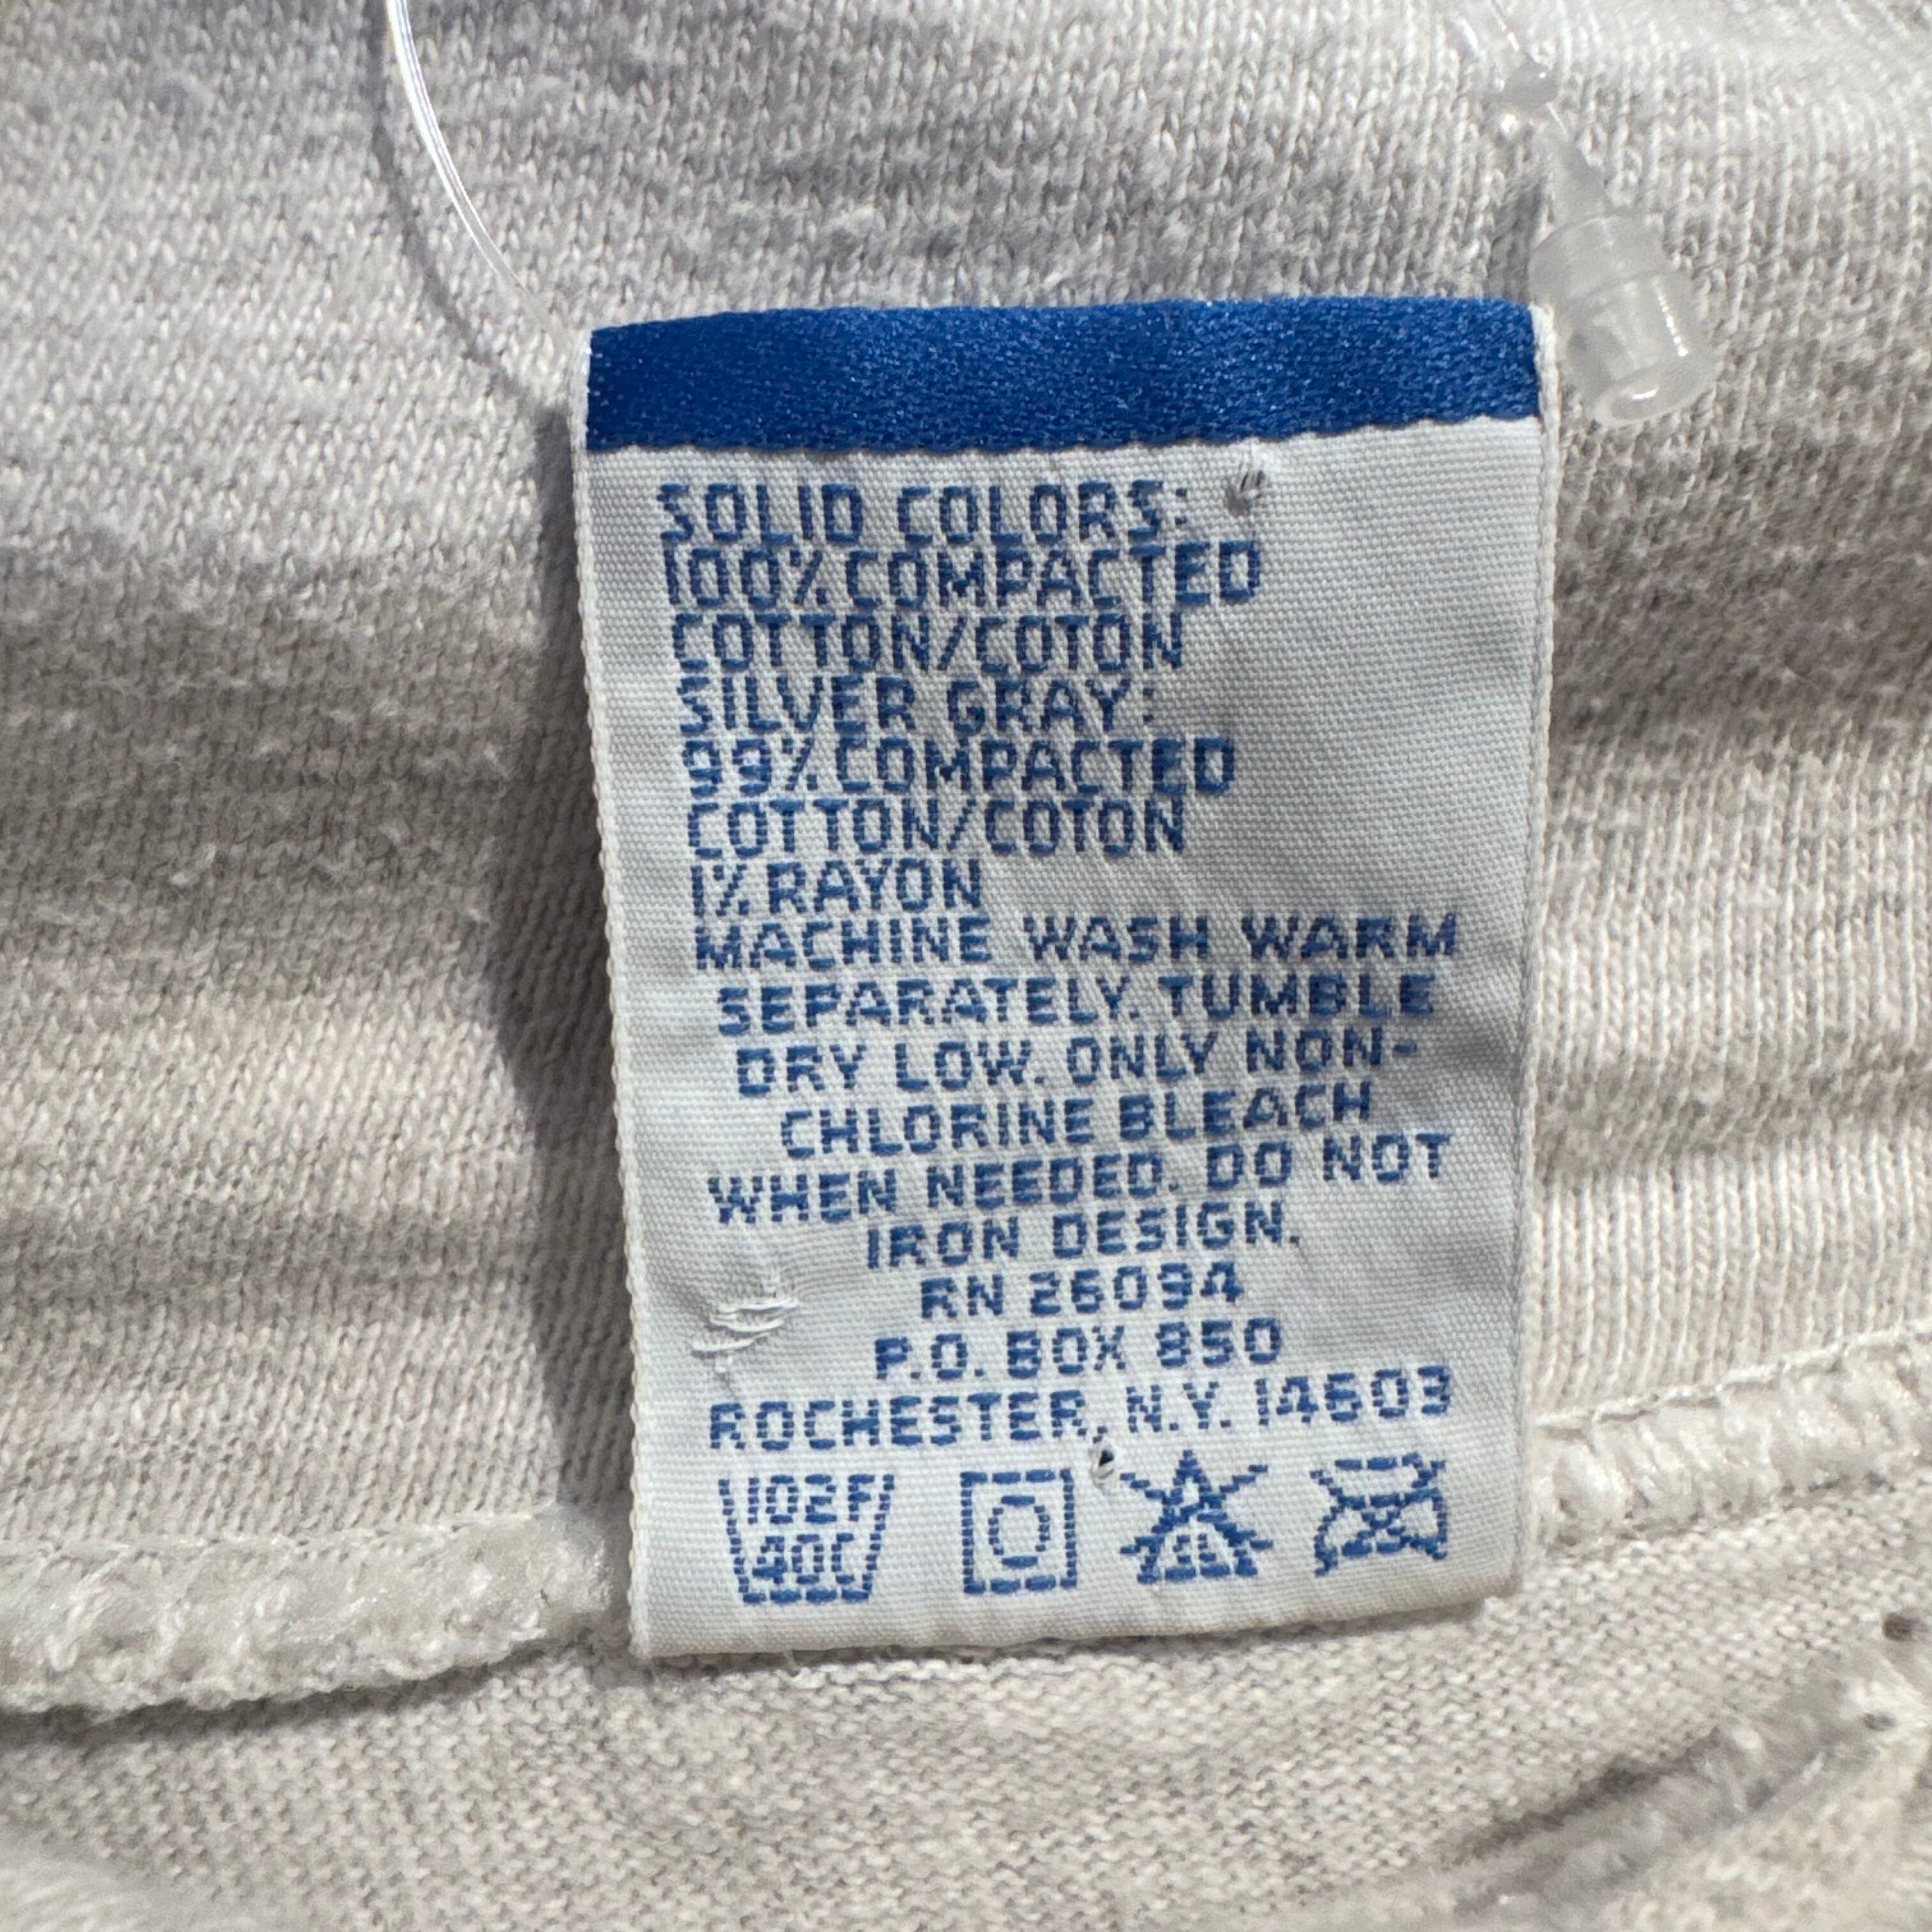 SOLID COLORS:
100% COMPACTED
COTTON/COTON
SILVER GRAY:
99% COMPACTED
COTTON/COTON
1% RAYON
MACHINE WASH WARM
SEPARATELY. TUMBLE
DRY LOW. ONLY NON-
CHLORINE BLEACH
WHEN NEEDED. DO NOT
IRON DESIGN.
RN 26094
P.O. BOX 850
ROCHESTER, N.Y. 14603
102F
40C